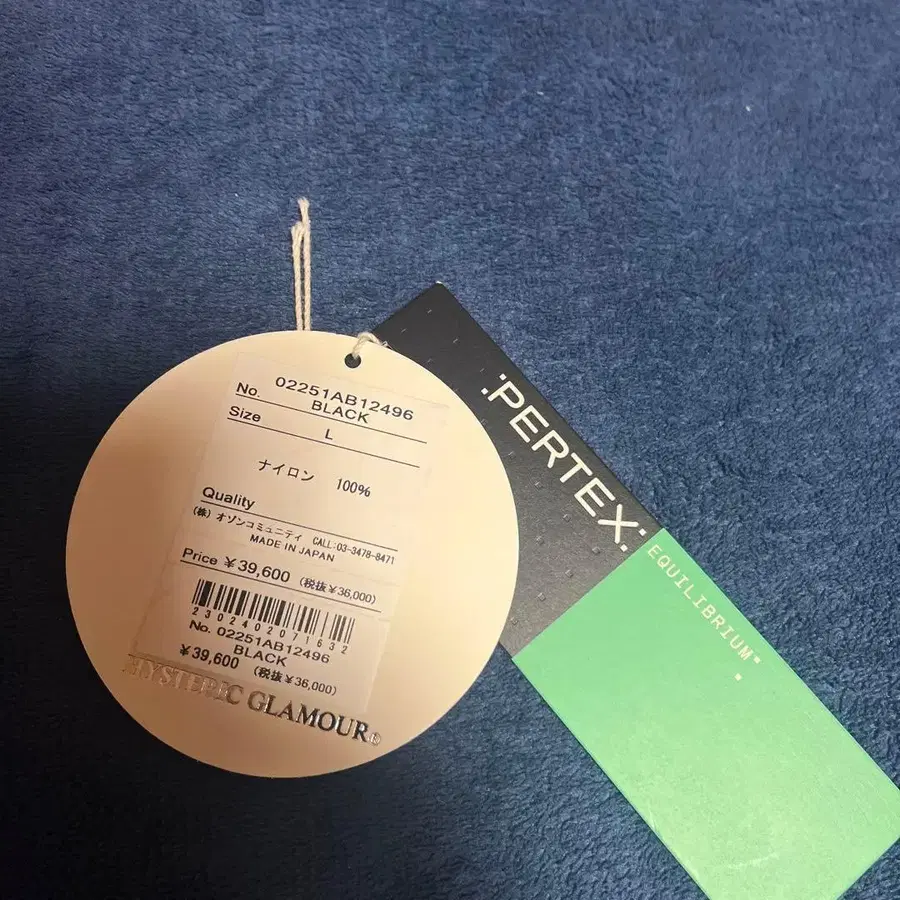 No. 02251AB12496
BLACK
Size L
ナイロン 100%
Quality
(株) オゾンコミュニティ CALL:03-3478-8471
MADE IN JAPAN
Price ¥39,600 (税抜¥36,000)
2302402071632
No. 02251AB12496
BLACK
¥39,600 (税抜¥36,000)
HYSTERIC GLAMOUR®
:PERTEX:
EQUILIBRIUM